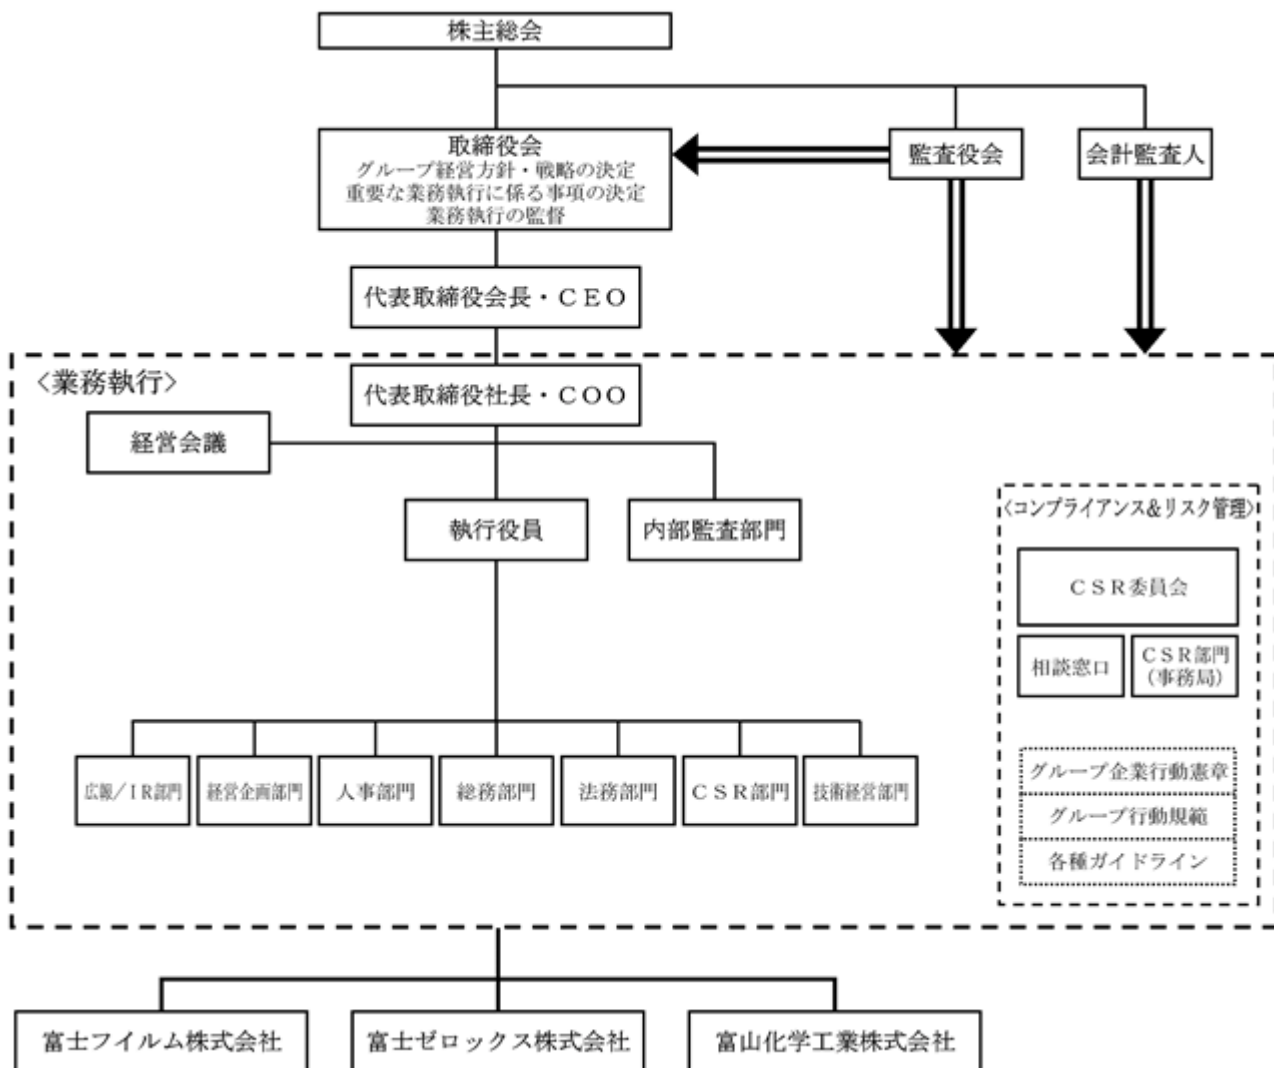 株主総会
取締役会
グループ経営方針・戦略の決定
重要な業務執行に係る事項の決定
業務執行の監督
監査役会
会計監査人
代表取締役会長・ＣＥＯ
<業務執行>
代表取締役社長・ＣＯＯ
経営会議
執行役員
内部監査部門
<コンプライアンス&リスク管理>
ＣＳＲ委員会
相談窓口
ＣＳＲ部門
(事務局)
グループ企業行動憲章
グループ行動規範
各種ガイドライン
広報／ＩＲ部門
経営企画部門
人事部門
総務部門
法務部門
ＣＳＲ部門
技術経営部門
富士フイルム株式会社
富士ゼロックス株式会社
富山化学工業株式会社